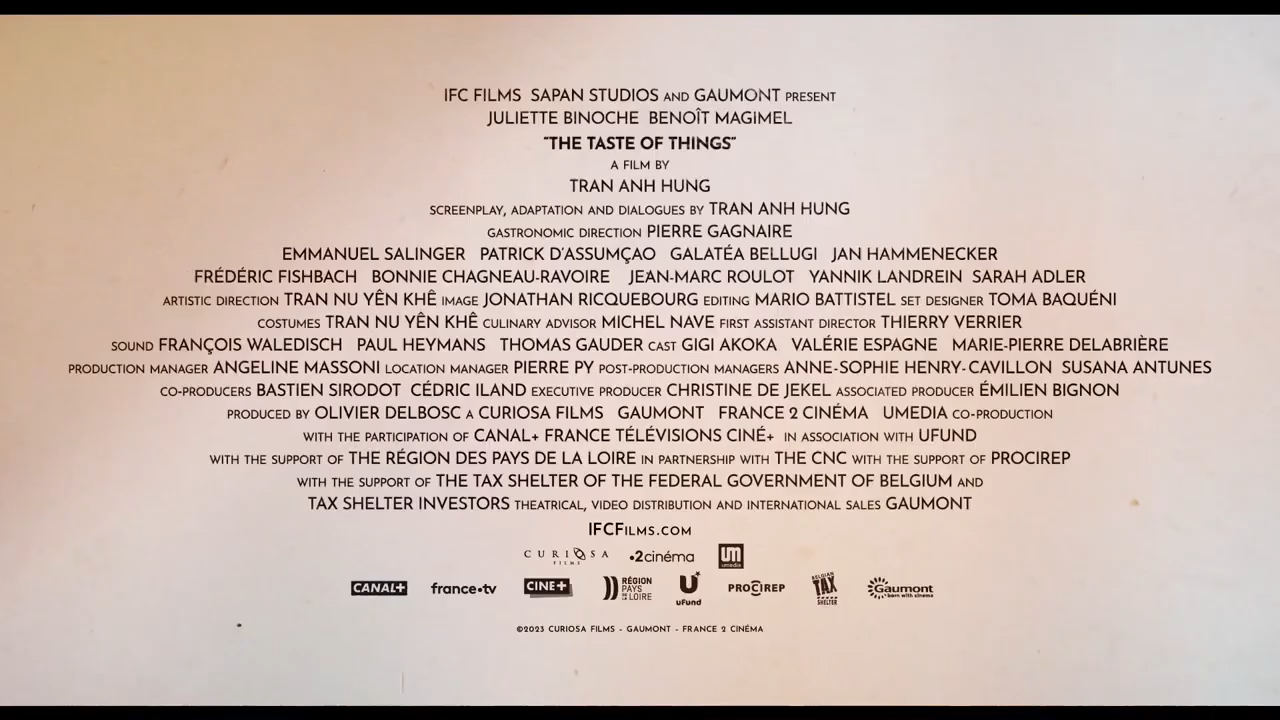 IFC FILMS SAPAN STUDIOS AND GAUMONT PRESENT
JULIETTE BINOCHE BENOÎT MAGIMEL
"THE TASTE OF THINGS"
A FILM BY
TRAN ANH HUNG
SCREENPLAY, ADAPTATION AND DIALOGUES BY TRAN ANH HUNG
GASTRONOMIC DIRECTION PIERRE GAGNAIRE
EMMANUEL SALINGER PATRICK D'ASSUMÇAO GALATÉA BELLUGI JAN HAMMENECKER
FRÉDÉRIC FISHBACH BONNIE CHAGNEAU-RAVOIRE JEAN-MARC ROULOT YANNIK LANDREIN SARAH ADLER
ARTISTIC DIRECTION TRAN NU YÊN KHÊ IMAGE JONATHAN RICQUEBOURG EDITING MARIO BATTISTEL SET DESIGNER TOMA BAQUÉNI
COSTUMES TRAN NU YÊN KHÊ CULINARY ADVISOR MICHEL NAVE FIRST ASSISTANT DIRECTOR THIERRY VERRIER
SOUND FRANÇOIS WALEDISCH PAUL HEYMANS THOMAS GAUDER CAST GIGI AKOKA VALÉRIE ESPAGNE MARIE-PIERRE DELABRIÈRE
PRODUCTION MANAGER ANGELINE MASSONI LOCATION MANAGER PIERRE PY POST-PRODUCTION MANAGERS ANNE-SOPHIE HENRY-CAVILLON SUSANA ANTUNES
CO-PRODUCERS BASTIEN SIRODOT CÉDRIC ILAND EXECUTIVE PRODUCER CHRISTINE DE JEKEL ASSOCIATED PRODUCER ÉMILIEN BIGNON
PRODUCED BY OLIVIER DELBOSC A CURIOSA FILMS GAUMONT FRANCE 2 CINÉMA UMEDIA CO-PRODUCTION
WITH THE PARTICIPATION OF CANAL+ FRANCE TÉLÉVISIONS CINÉ+ IN ASSOCIATION WITH UFUND
WITH THE SUPPORT OF THE RÉGION DES PAYS DE LA LOIRE IN PARTNERSHIP WITH THE CNC WITH THE SUPPORT OF PROCIREP
WITH THE SUPPORT OF THE TAX SHELTER OF THE FEDERAL GOVERNMENT OF BELGIUM AND
TAX SHELTER INVESTORS THEATRICAL, VIDEO DISTRIBUTION AND INTERNATIONAL SALES GAUMONT
IFCFILMS.COM
CURIOSA FILMS •2cinéma um umedia
CANAL+ france•tv CINE+ RÉGION PAYS DE LA LOIRE U uFund PROCIREP BELGIAN TAX SHELTER Gaumont born with cinema
©2023 CURIOSA FILMS - GAUMONT - FRANCE 2 CINÉMA